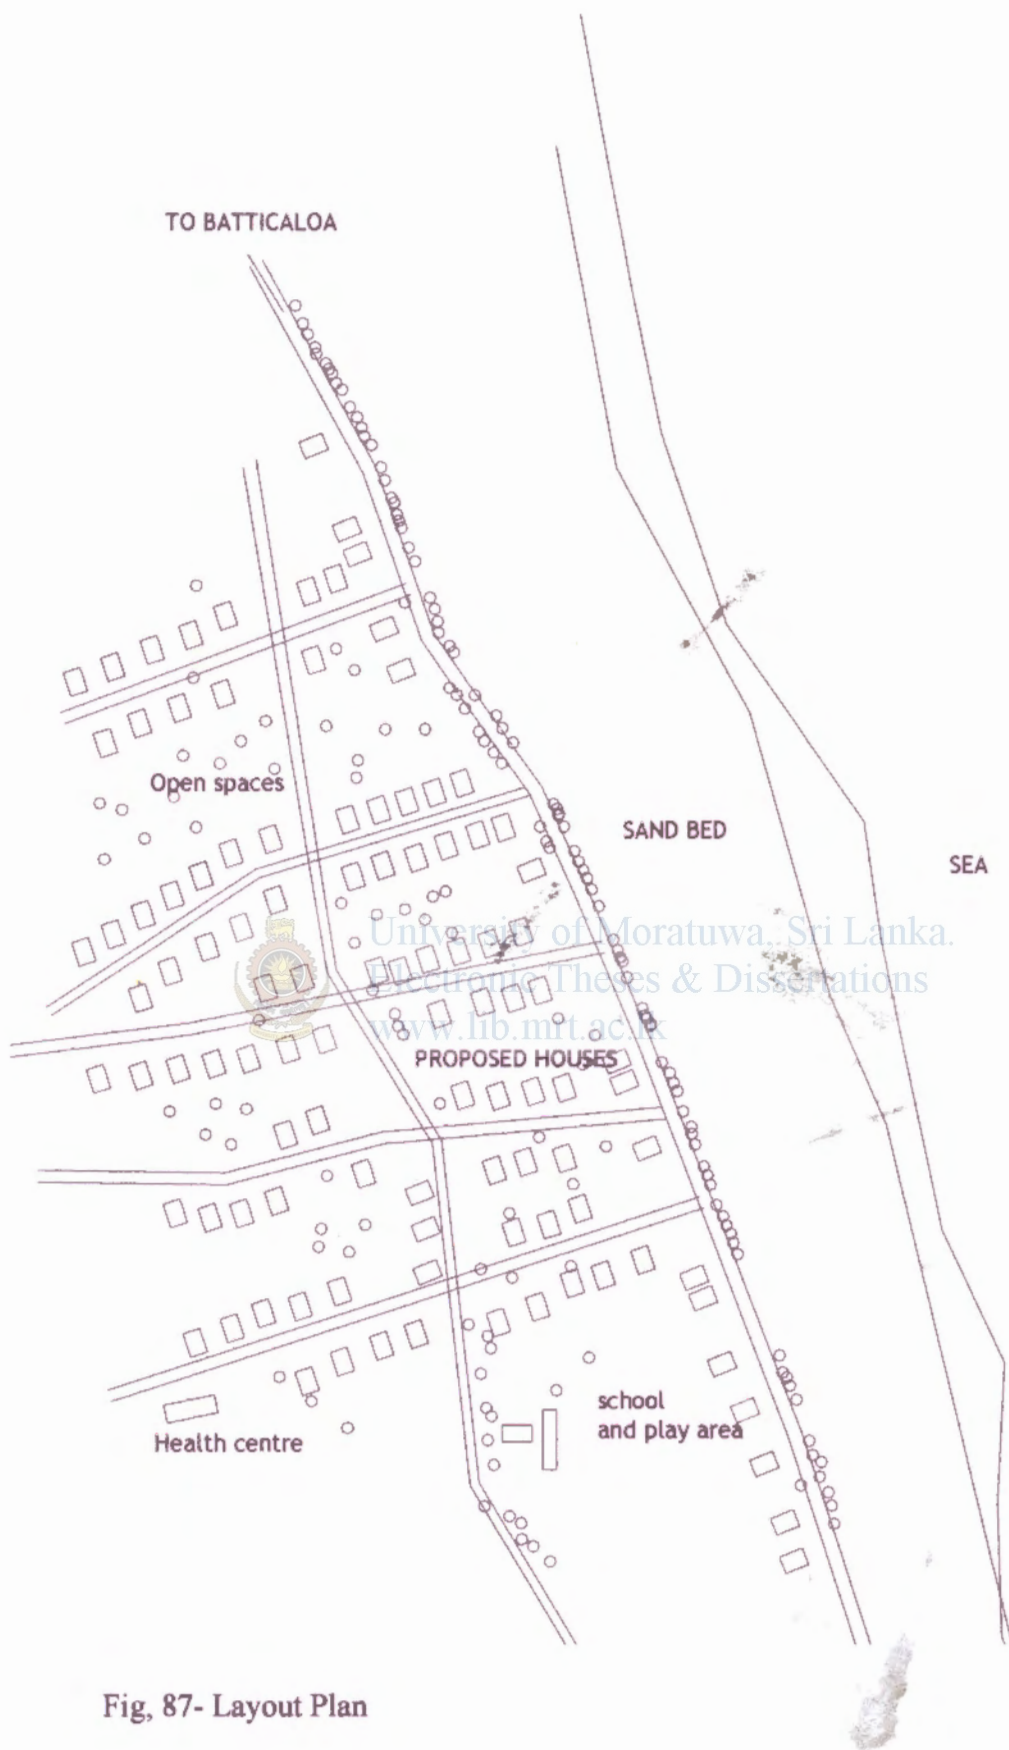 TO BATTICALOA
Open spaces
SAND BED
SEA
University of Moratuwa, Sri Lanka.
Electronic Theses & Dissertations
www.lib.mrt.ac.lk
PROPOSED HOUSES
school
and play area
Health centre
Fig, 87- Layout Plan